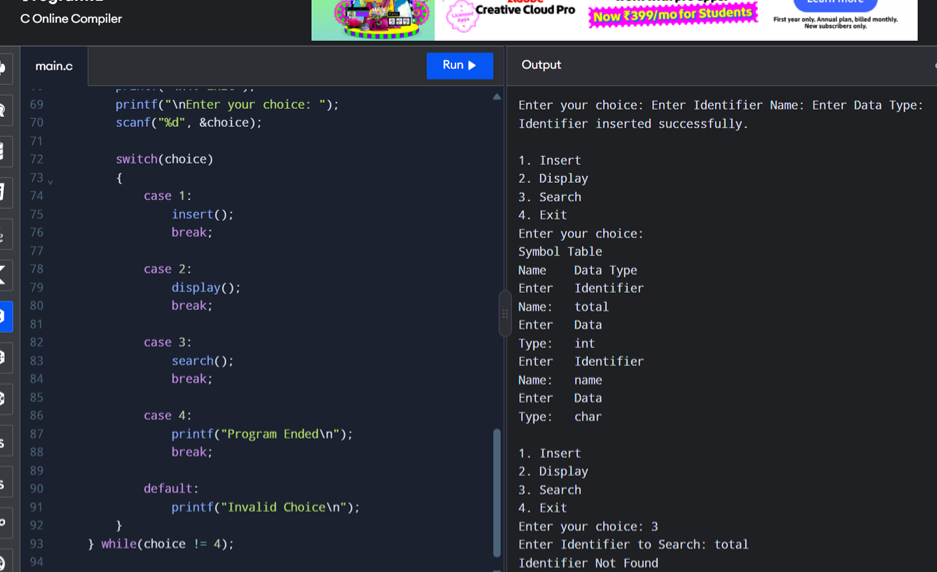 C Online Compiler
Licensed Apps
Creative Cloud Pro
Now ₹399/mo for Students
First year only. Annual plan, billed monthly.
New subscribers only.
main.c
Run
Output
69 printf("\nEnter your choice: ");
70 scanf("%d", &choice);
71
72 switch(choice)
73 {
74 case 1:
75 insert();
76 break;
77
78 case 2:
79 display();
80 break;
81
82 case 3:
83 search();
84 break;
85
86 case 4:
87 printf("Program Ended\n");
88 break;
89
90 default:
91 printf("Invalid Choice\n");
92 }
93 } while(choice != 4);
94
Enter your choice: Enter Identifier Name: Enter Data Type:
Identifier inserted successfully.
1. Insert
2. Display
3. Search
4. Exit
Enter your choice:
Symbol Table
Name Data Type
Enter Identifier
Name: total
Enter Data
Type: int
Enter Identifier
Name: name
Enter Data
Type: char
1. Insert
2. Display
3. Search
4. Exit
Enter your choice: 3
Enter Identifier to Search: total
Identifier Not Found